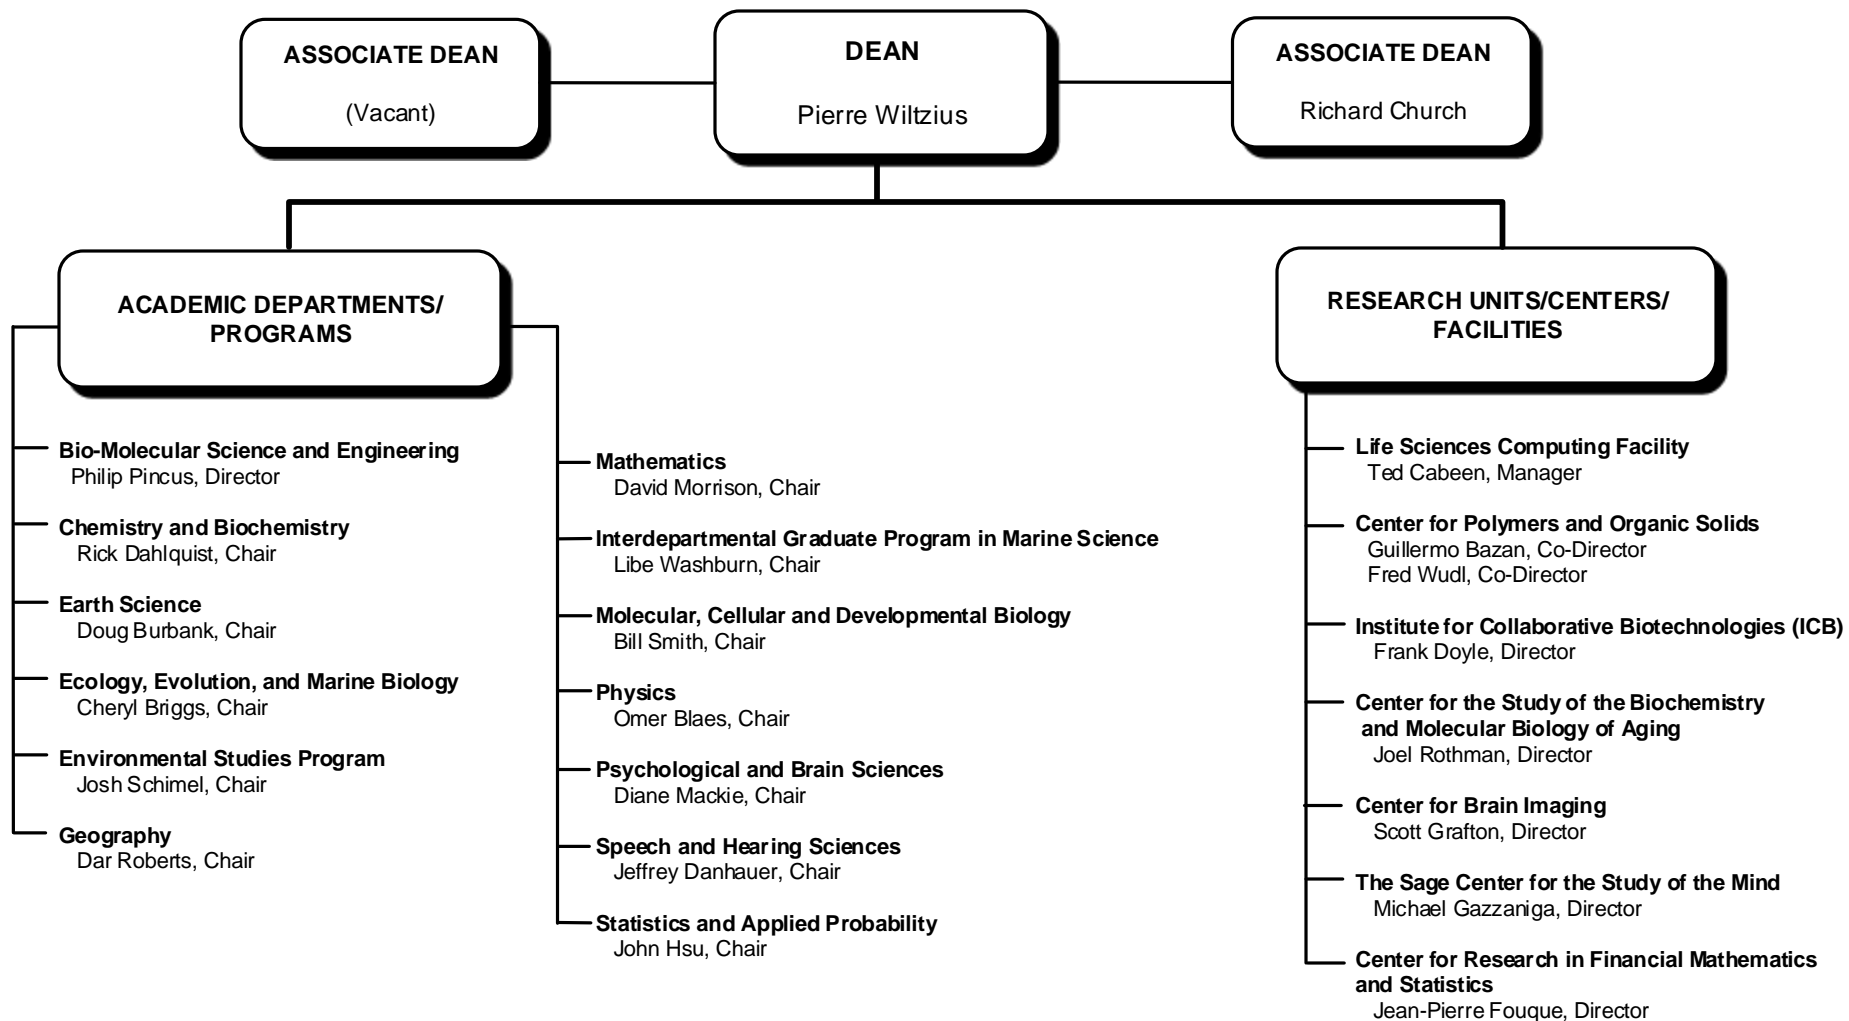 ASSOCIATE DEAN
(Vacant)
DEAN
Pierre Wiltzius
ASSOCIATE DEAN
Richard Church
ACADEMIC DEPARTMENTS/
PROGRAMS
Bio-Molecular Science and Engineering
Philip Pincus, Director
Chemistry and Biochemistry
Rick Dahlquist, Chair
Earth Science
Doug Burbank, Chair
Ecology, Evolution, and Marine Biology
Cheryl Briggs, Chair
Environmental Studies Program
Josh Schimel, Chair
Geography
Dar Roberts, Chair
Mathematics
David Morrison, Chair
Interdepartmental Graduate Program in Marine Science
Libe Washburn, Chair
Molecular, Cellular and Developmental Biology
Bill Smith, Chair
Physics
Omer Blaes, Chair
Psychological and Brain Sciences
Diane Mackie, Chair
Speech and Hearing Sciences
Jeffrey Danhauer, Chair
Statistics and Applied Probability
John Hsu, Chair
RESEARCH UNITS/CENTERS/
FACILITIES
Life Sciences Computing Facility
Ted Cabeen, Manager
Center for Polymers and Organic Solids
Guillermo Bazan, Co-Director
Fred Wudl, Co-Director
Institute for Collaborative Biotechnologies (ICB)
Frank Doyle, Director
Center for the Study of the Biochemistry
and Molecular Biology of Aging
Joel Rothman, Director
Center for Brain Imaging
Scott Grafton, Director
The Sage Center for the Study of the Mind
Michael Gazzaniga, Director
Center for Research in Financial Mathematics
and Statistics
Jean-Pierre Fouque, Director